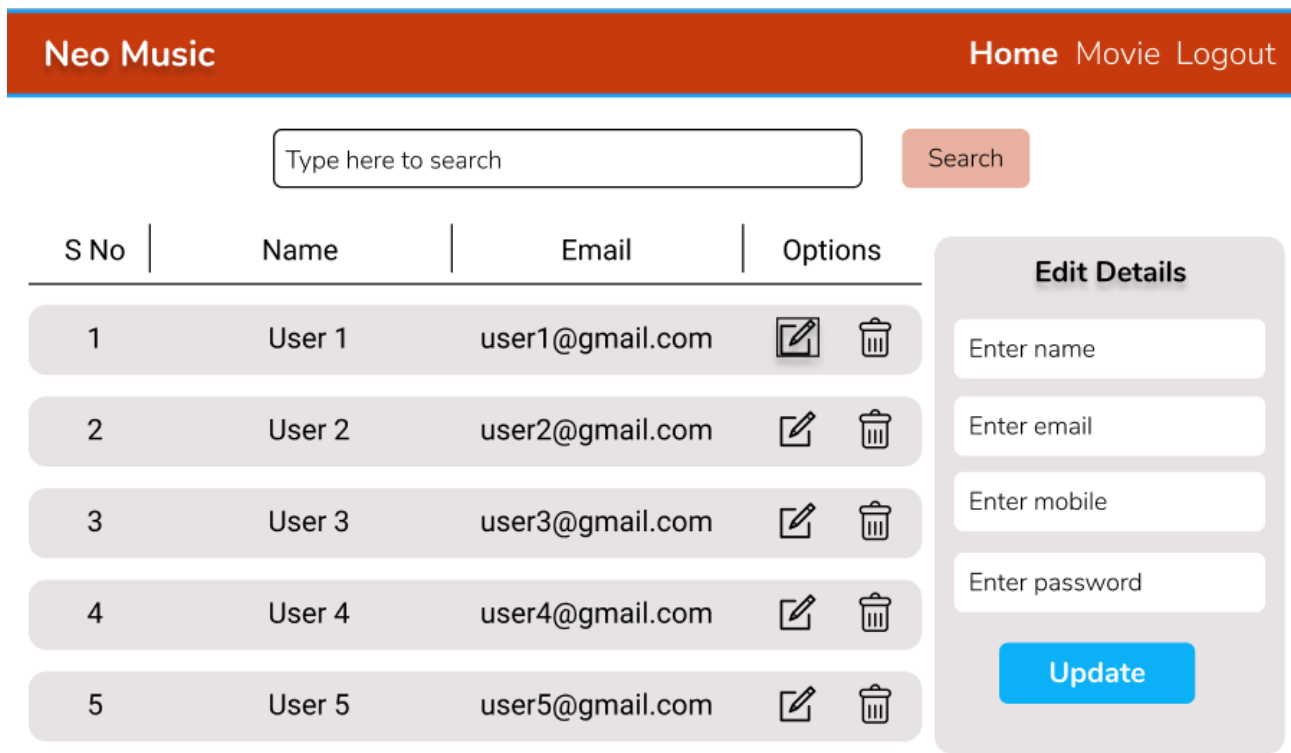 Neo Music
Home Movie Logout
Type here to search
Search
S No Name Email Options
1 User 1 user1@gmail.com
2 User 2 user2@gmail.com
3 User 3 user3@gmail.com
4 User 4 user4@gmail.com
5 User 5 user5@gmail.com
Edit Details
Enter name
Enter email
Enter mobile
Enter password
Update